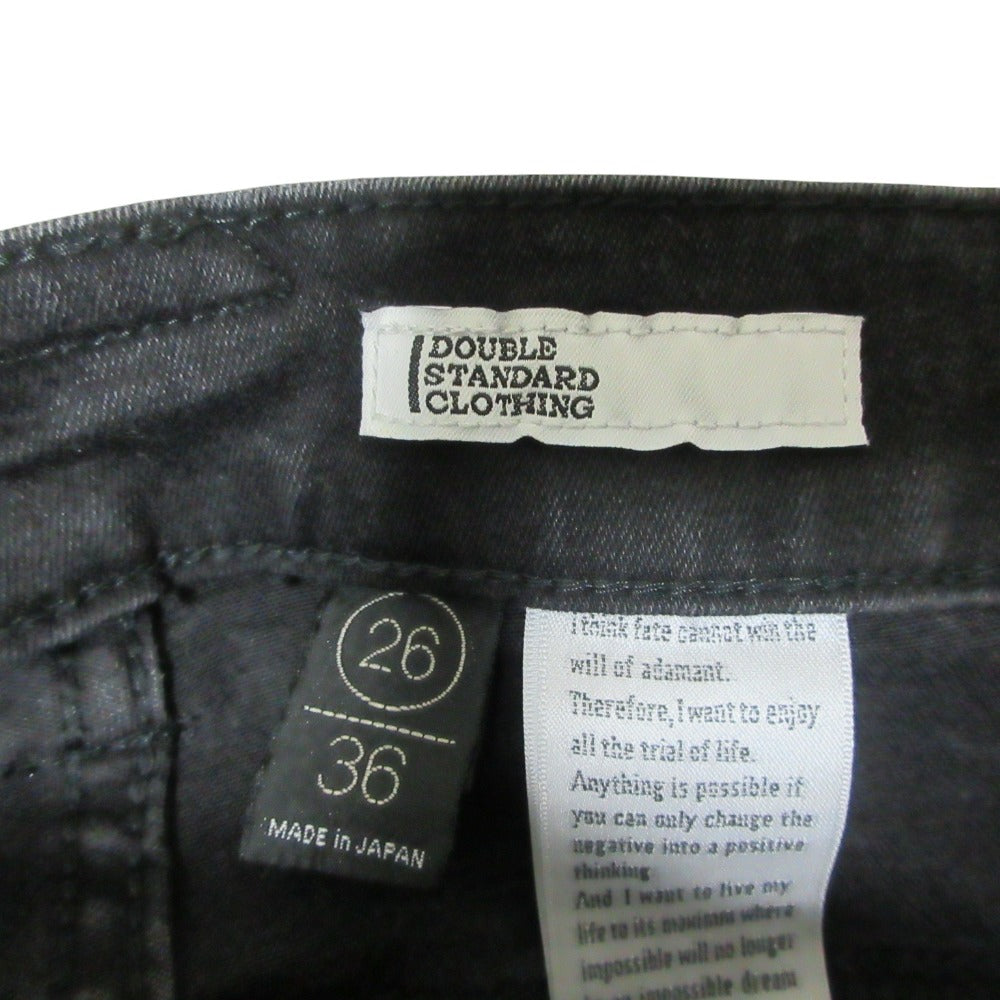 DOUBLE
STANDARD
CLOTHING
26
36
MADE in JAPAN
I think fate cannot win the
will of adamant.
Therefore, I want to enjoy
all the trial of life.
Anything is possible if
you can only change the
negative into a positive
thinking
And I want to live my
life to its maximum where
impossible will no longer
impossible dream